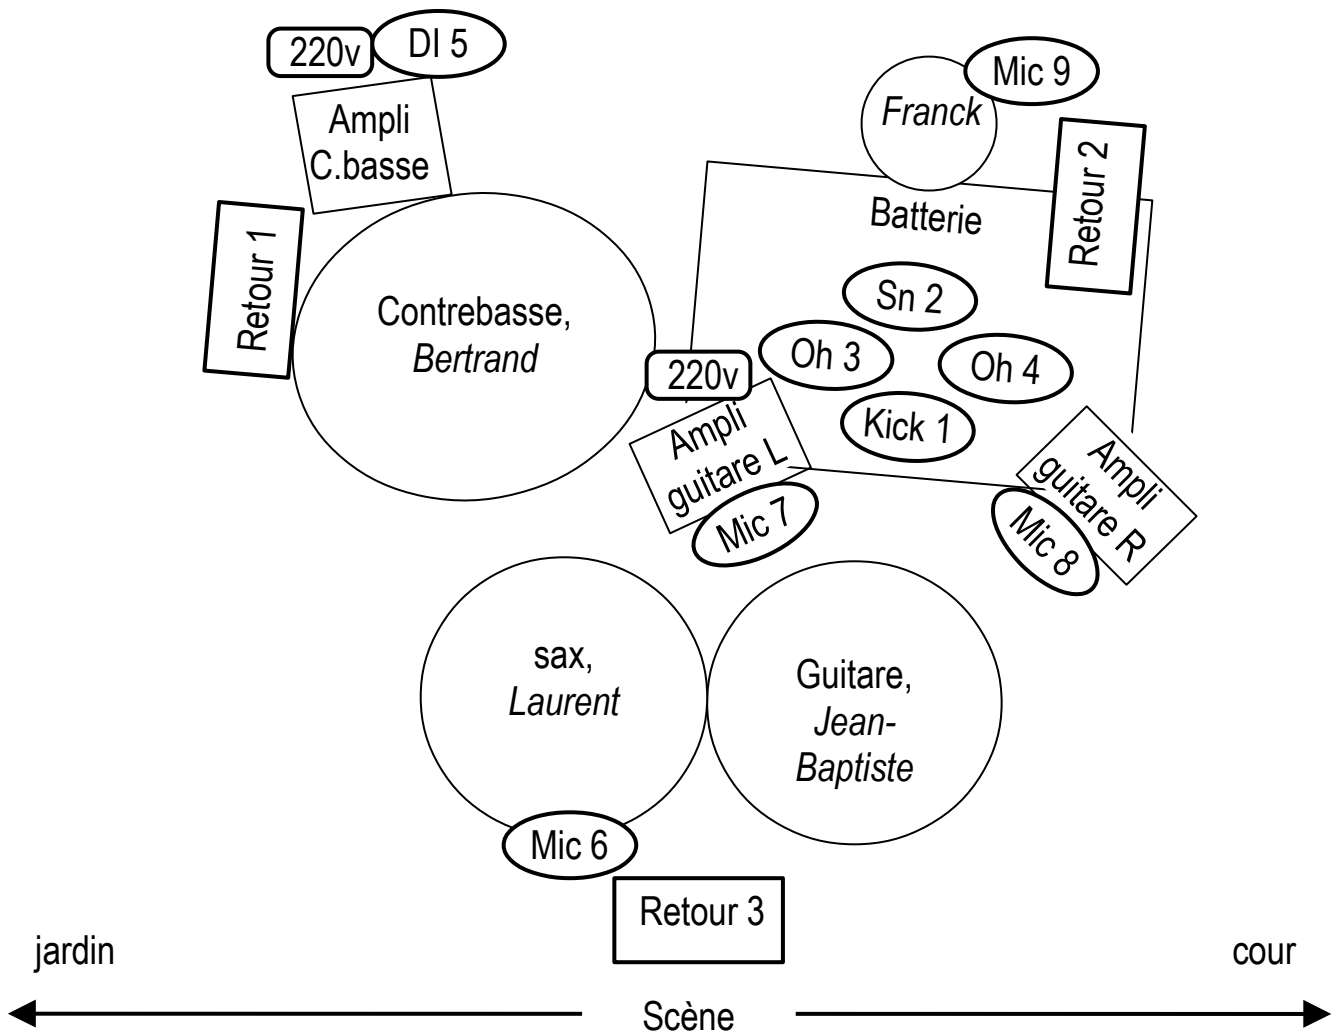 220v
DI 5
Ampli
C.basse
Mic 9
Franck
Retour 2
Batterie
Retour 1
Contrebasse,
Bertrand
Sn 2
Oh 3
Oh 4
220v
Kick 1
Ampli
guitare L
Mic 7
Ampli
guitare R
Mic 8
sax,
Laurent
Guitare,
Jean-
Baptiste
Mic 6
Retour 3
jardin
cour
Scène